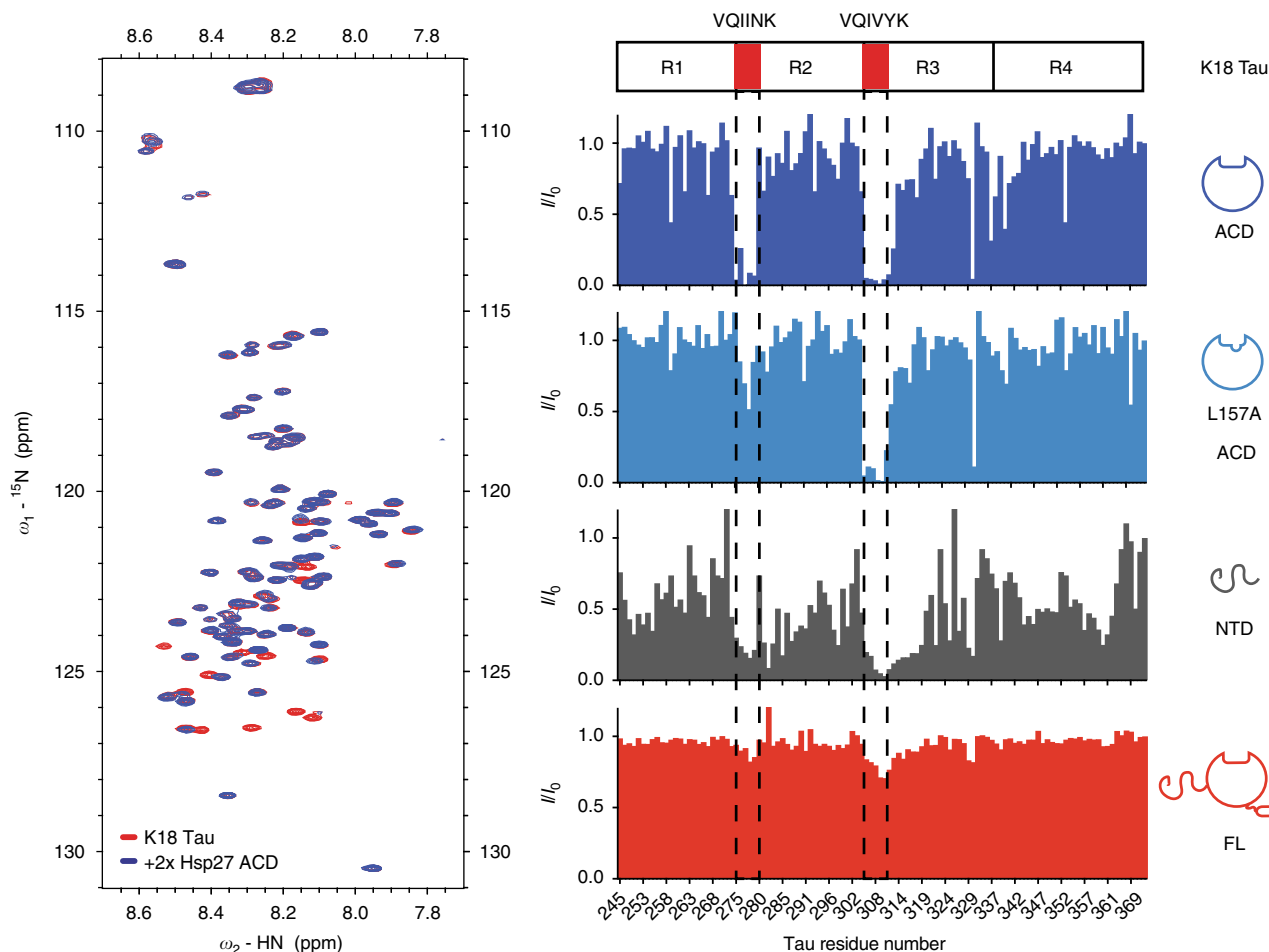 8.6 8.4 8.2 8.0 7.8
110 110
115 115
120 120
125 125
130 130
ω1 - 15N (ppm)
K18 Tau
+2x Hsp27 ACD
8.6 8.4 8.2 8.0 7.8
ω2 - HN (ppm)
VQIINK VQIVYK
R1 R2 R3 R4 K18 Tau
1.0
0.5
0.0
I/I0
ACD
1.0
0.5
0.0
I/I0
L157A
ACD
1.0
0.5
0.0
I/I0
NTD
1.0
0.5
0.0
I/I0
FL
245 253 258 263 268 275 280 285 291 296 302 308 314 319 324 329 337 342 347 352 357 361 369
Tau residue number